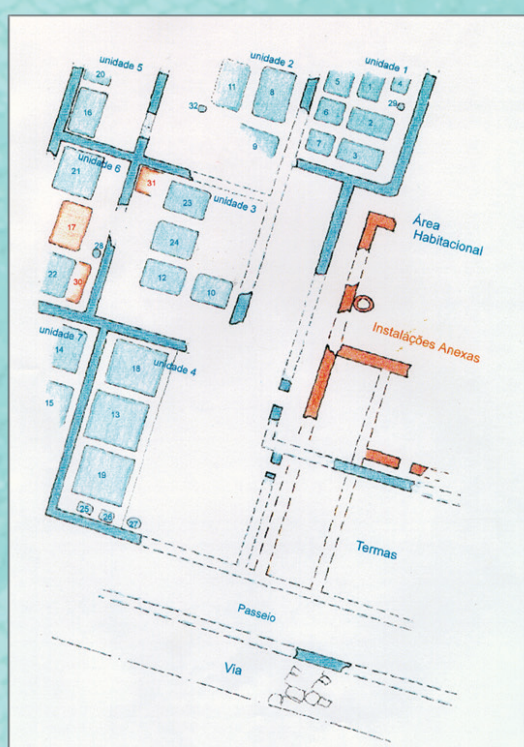 unidade 5
unidade 2
unidade 1
20
11
8
5
1
4
29
16
32
6
2
9
7
3
unidade 6
21
31
23
unidade 3
17
24
Área
Habitacional
28
22
30
12
10
unidade 7
Instalações Anexas
14
18
unidade 4
15
13
19
25
26
27
Termas
Passeio
Via